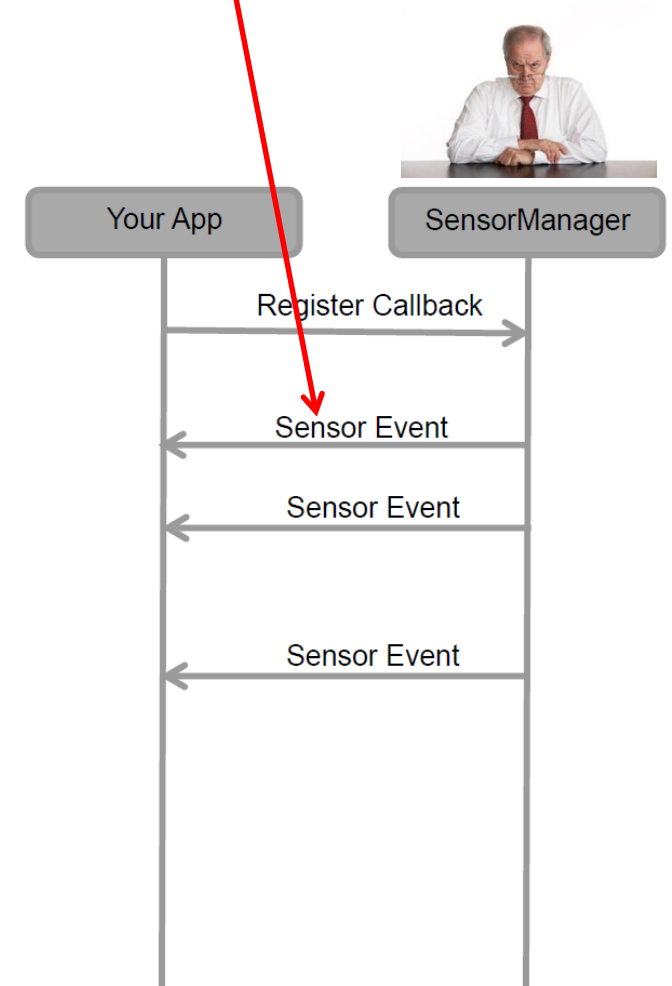 Your App
SensorManager
Register Callback
Sensor Event
Sensor Event
Sensor Event